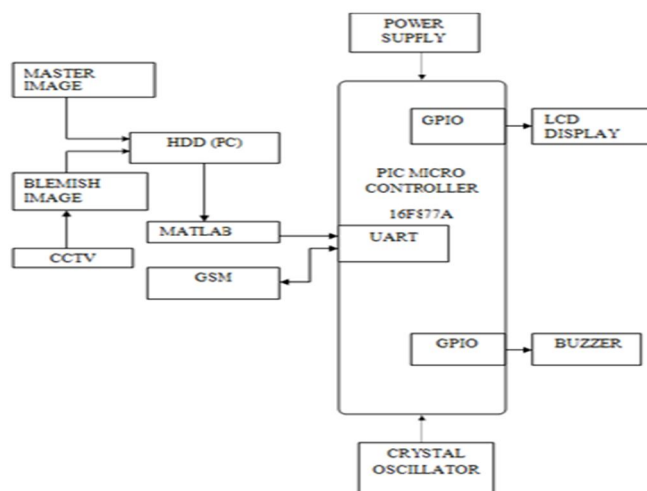 POWER
SUPPLY
MASTER
IMAGE
GPIO
LCD
DISPLAY
HDD (PC)
PIC MICRO
CONTROLLER
BLEMISH
IMAGE
16F877A
MATLAB
UART
CCTV
GSM
GPIO
BUZZER
CRYSTAL
OSCILLATOR